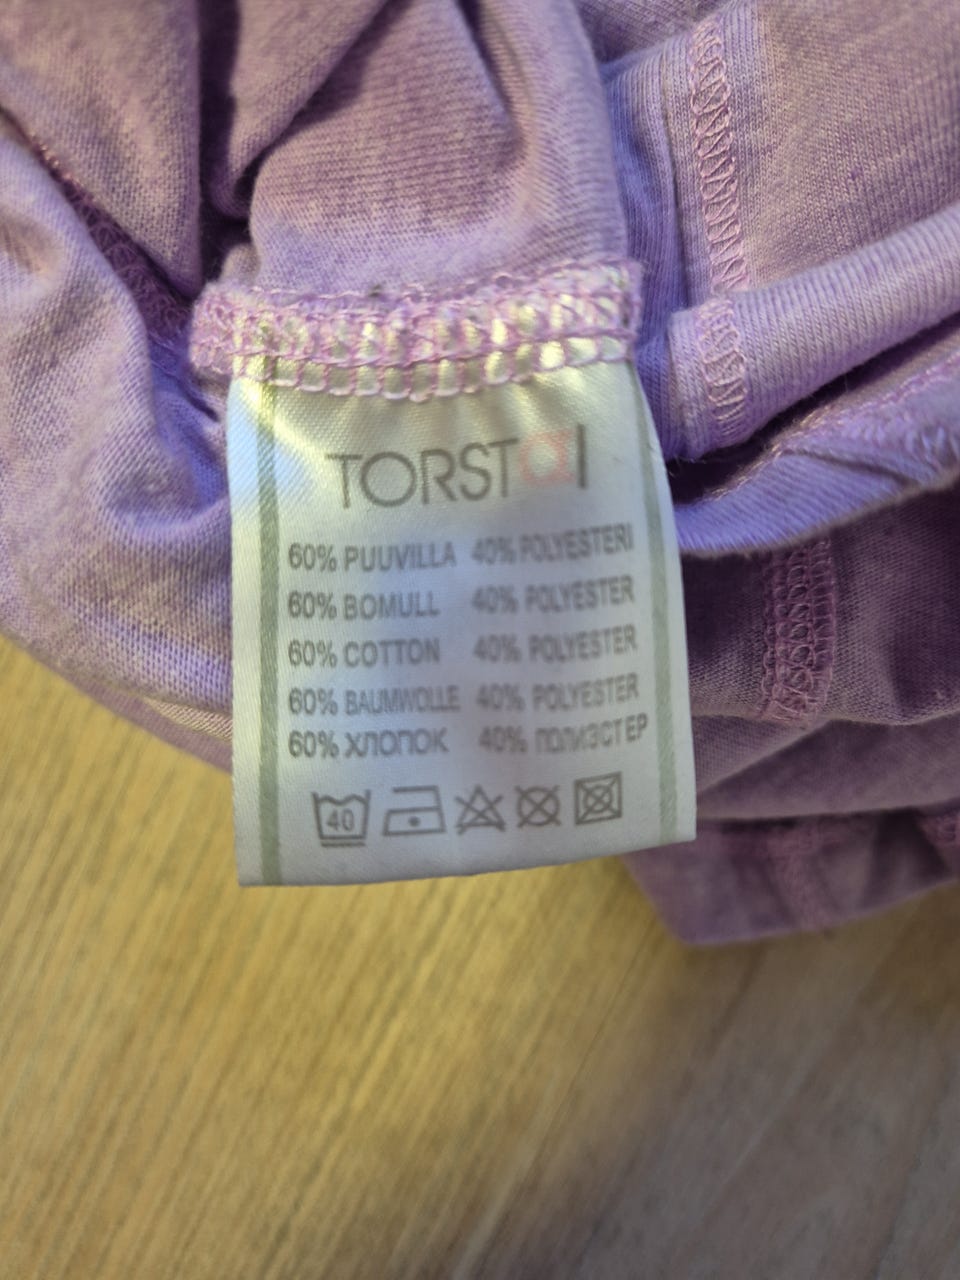 TORSTAI
60% PUUVILLA 40% POLYESTERI
60% BOMULL 40% POLYESTER
60% COTTON 40% POLYESTER
60% BAUMWOLLE 40% POLYESTER
60% ХЛОПОК 40% ПОЛИЭСТЕР
40